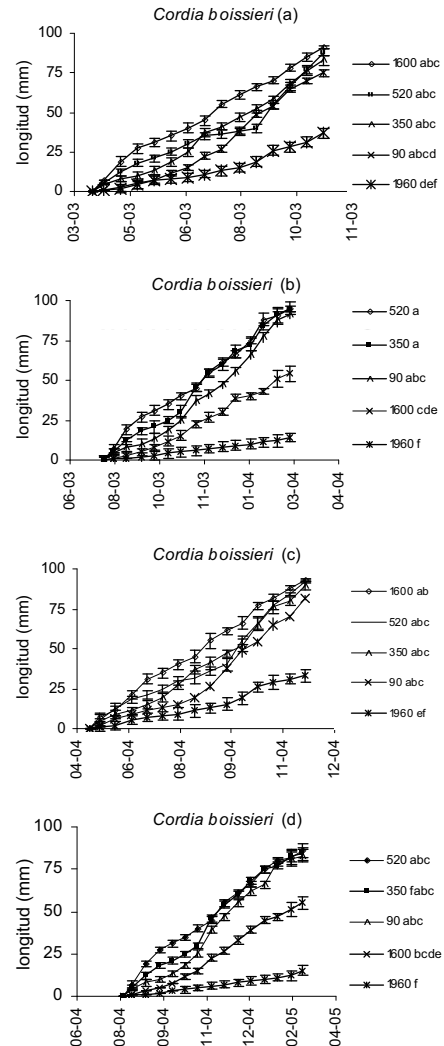 Cordia boissieri (a)
longitud (mm)
100
75
50
25
0
03-03
05-03
06-03
08-03
10-03
11-03
1600 abc
520 abc
350 abc
90 abcd
1960 def
Cordia boissieri (b)
longitud (mm)
100
75
50
25
0
06-03
08-03
10-03
11-03
01-04
03-04
04-04
520 a
350 a
90 abc
1600 cde
1960 f
Cordia boissieri (c)
longitud (mm)
100
75
50
25
0
04-04
06-04
08-04
09-04
11-04
12-04
1600 ab
520 abc
350 abc
90 abc
1960 ef
Cordia boissieri (d)
longitud (mm)
100
75
50
25
0
06-04
08-04
09-04
11-04
12-04
02-05
04-05
520 abc
350 fabc
90 abc
1600 bcde
1960 f